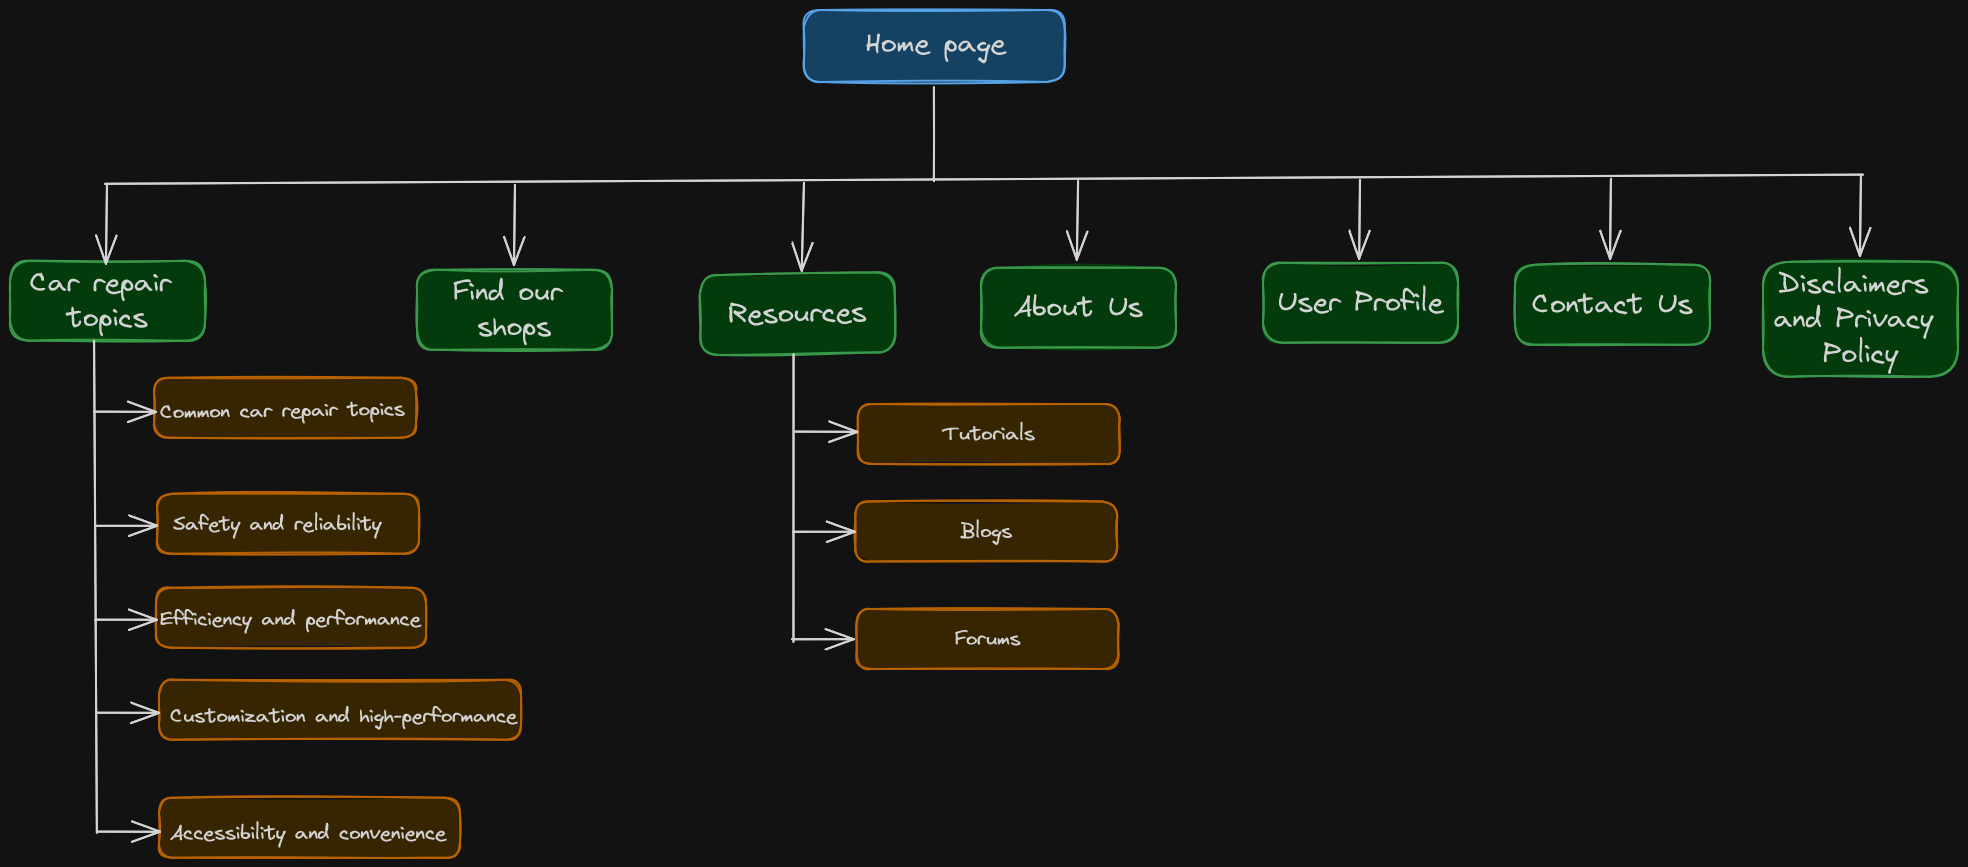 Home page
Car repair
topics
Find our
shops
Resources
About Us
User Profile
Contact Us
Disclaimers
and Privacy
Policy
Common car repair topics
Safety and reliability
Efficiency and performance
Customization and high-performance
Accessibility and convenience
Tutorials
Blogs
Forums